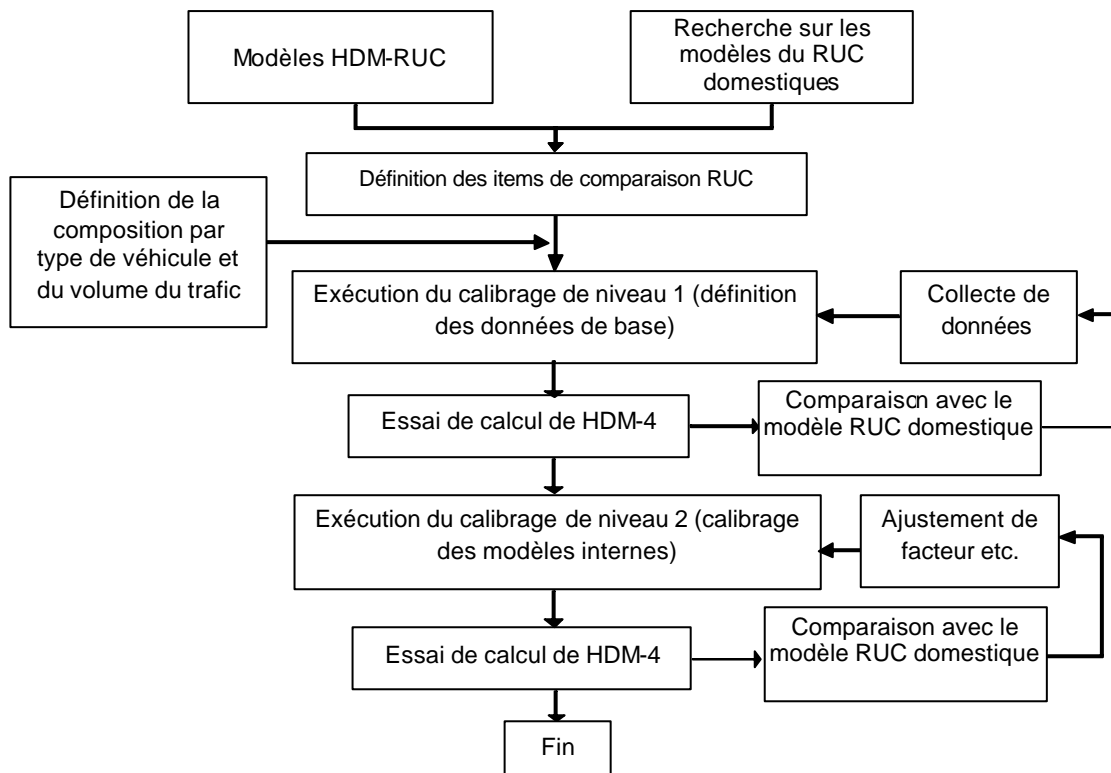 Modèles HDM-RUC
Recherche sur les
modèles du RUC
domestiques
Définition des items de comparaison RUC
Définition de la
composition par
type de véhicule et
du volume du trafic
Exécution du calibrage de niveau 1 (définition
des données de base)
Collecte de
données
Essai de calcul de HDM-4
Comparaison avec le
modèle RUC domestique
Exécution du calibrage de niveau 2 (calibrage
des modèles internes)
Ajustement de
facteur etc.
Essai de calcul de HDM-4
Comparaison avec le
modèle RUC domestique
Fin